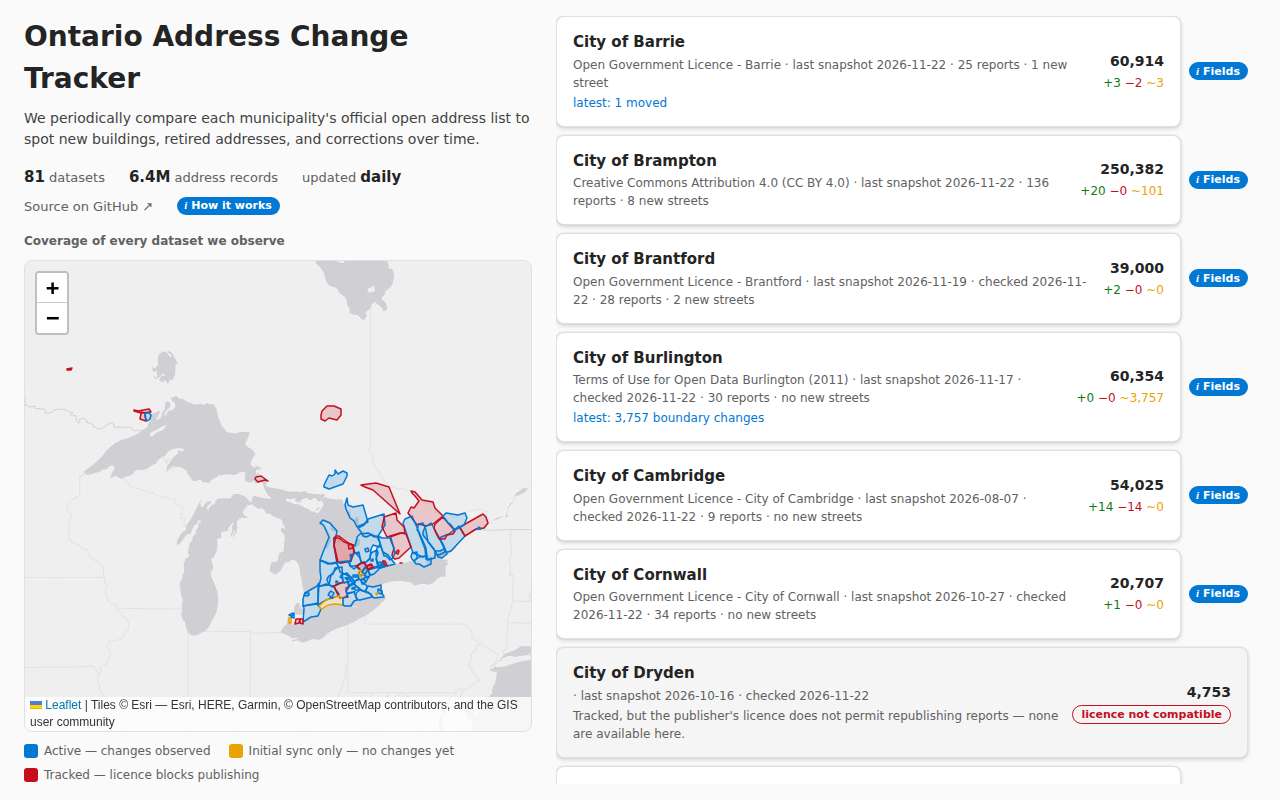 Ontario Address Change
Tracker
We periodically compare each municipality's official open address list to
spot new buildings, retired addresses, and corrections over time.
81 datasets 6.4M address records updated daily
Source on GitHub ↗ i How it works
Coverage of every dataset we observe
+
−
Leaflet | Tiles © Esri — Esri, HERE, Garmin, © OpenStreetMap contributors, and the GIS
user community
Active — changes observed Initial sync only — no changes yet
Tracked — licence blocks publishing
City of Barrie
Open Government Licence - Barrie · last snapshot 2026-11-22 · 25 reports · 1 new
street
latest: 1 moved
60,914
+3 −2 ~3
i Fields
City of Brampton
Creative Commons Attribution 4.0 (CC BY 4.0) · last snapshot 2026-11-22 · 136
reports · 8 new streets
250,382
+20 −0 ~101
i Fields
City of Brantford
Open Government Licence - Brantford · last snapshot 2026-11-19 · checked 2026-11-
22 · 28 reports · 2 new streets
39,000
+2 −0 ~0
i Fields
City of Burlington
Terms of Use for Open Data Burlington (2011) · last snapshot 2026-11-17 ·
checked 2026-11-22 · 30 reports · no new streets
latest: 3,757 boundary changes
60,354
+0 −0 ~3,757
i Fields
City of Cambridge
Open Government Licence - City of Cambridge · last snapshot 2026-08-07 ·
checked 2026-11-22 · 9 reports · no new streets
54,025
+14 −14 ~0
i Fields
City of Cornwall
Open Government Licence - City of Cornwall · last snapshot 2026-10-27 · checked
2026-11-22 · 34 reports · no new streets
20,707
+1 −0 ~0
i Fields
City of Dryden
· last snapshot 2026-10-16 · checked 2026-11-22
Tracked, but the publisher's licence does not permit republishing reports — none
are available here.
4,753
licence not compatible